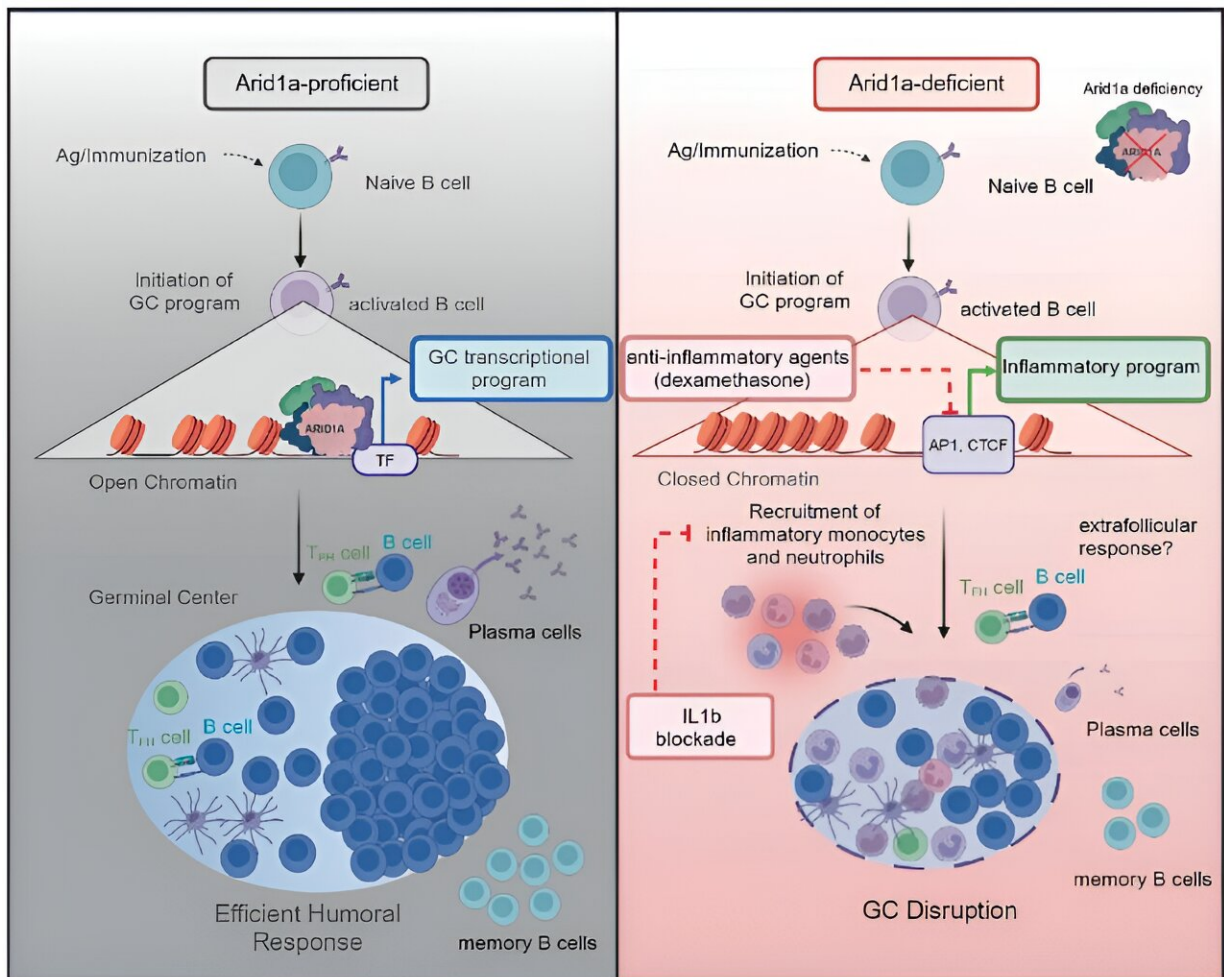 Arid1a-proficient
Ag/Immunization
Naive B cell
Initiation of
GC program
activated B cell
GC transcriptional
program
ARID1A
TF
Open Chromatin
TFH cell
B cell
Germinal Center
Plasma cells
TFH cell
B cell
Efficient Humoral
Response
memory B cells
Arid1a-deficient
Arid1a deficiency
ARID1A
Ag/Immunization
Naive B cell
Initiation of
GC program
activated B cell
anti-inflammatory agents
(dexamethasone)
Inflammatory program
AP1, CTCF
Closed Chromatin
Recruitment of
inflammatory monocytes
and neutrophils
extrafollicular
response?
TFH cell
B cell
IL1b
blockade
Plasma cells
memory B cells
GC Disruption